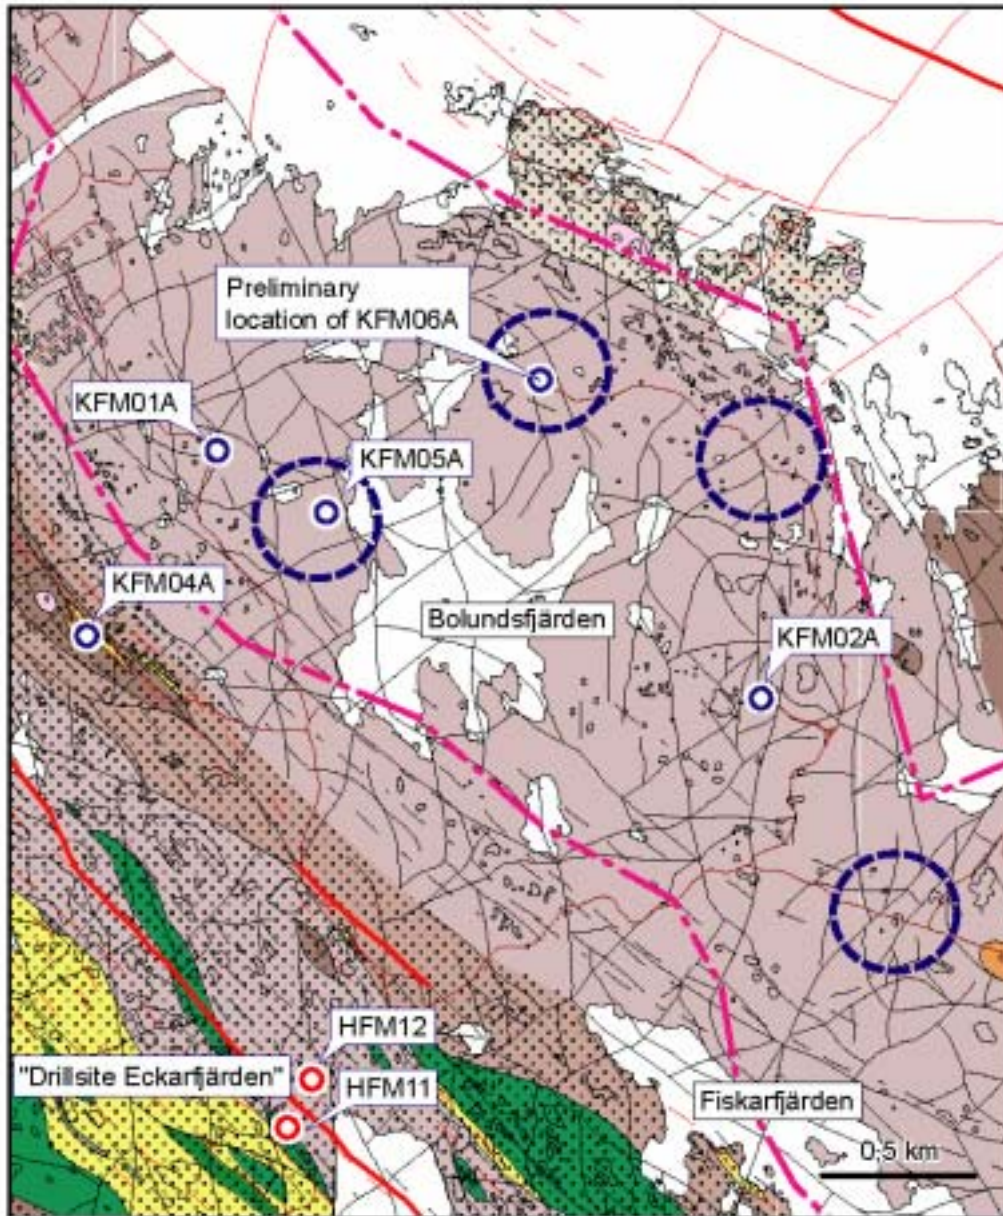 Preliminary
location of KFM06A
KFM01A
KFM05A
KFM04A
Bolundsfjärden
KFM02A
HFM12
"Drillsite Eckarfjärden"
HFM11
Fiskarfjärden
0.5 km